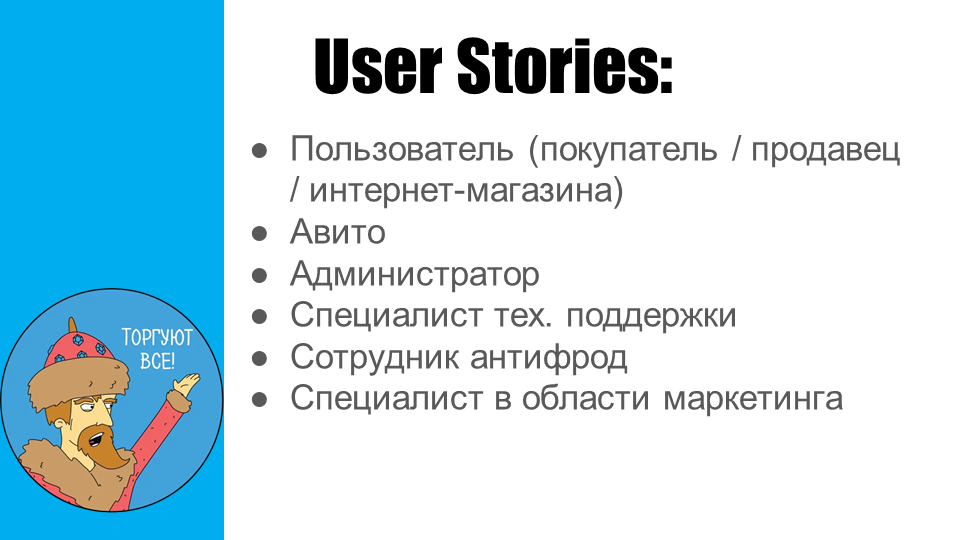 User Stories:
● Пользователь (покупатель / продавец
/ интернет-магазина)
● Авито
● Администратор
● Специалист тех. поддержки
● Сотрудник антифрод
● Специалист в области маркетинга
ТОРГУЮТ
ВСЕ!